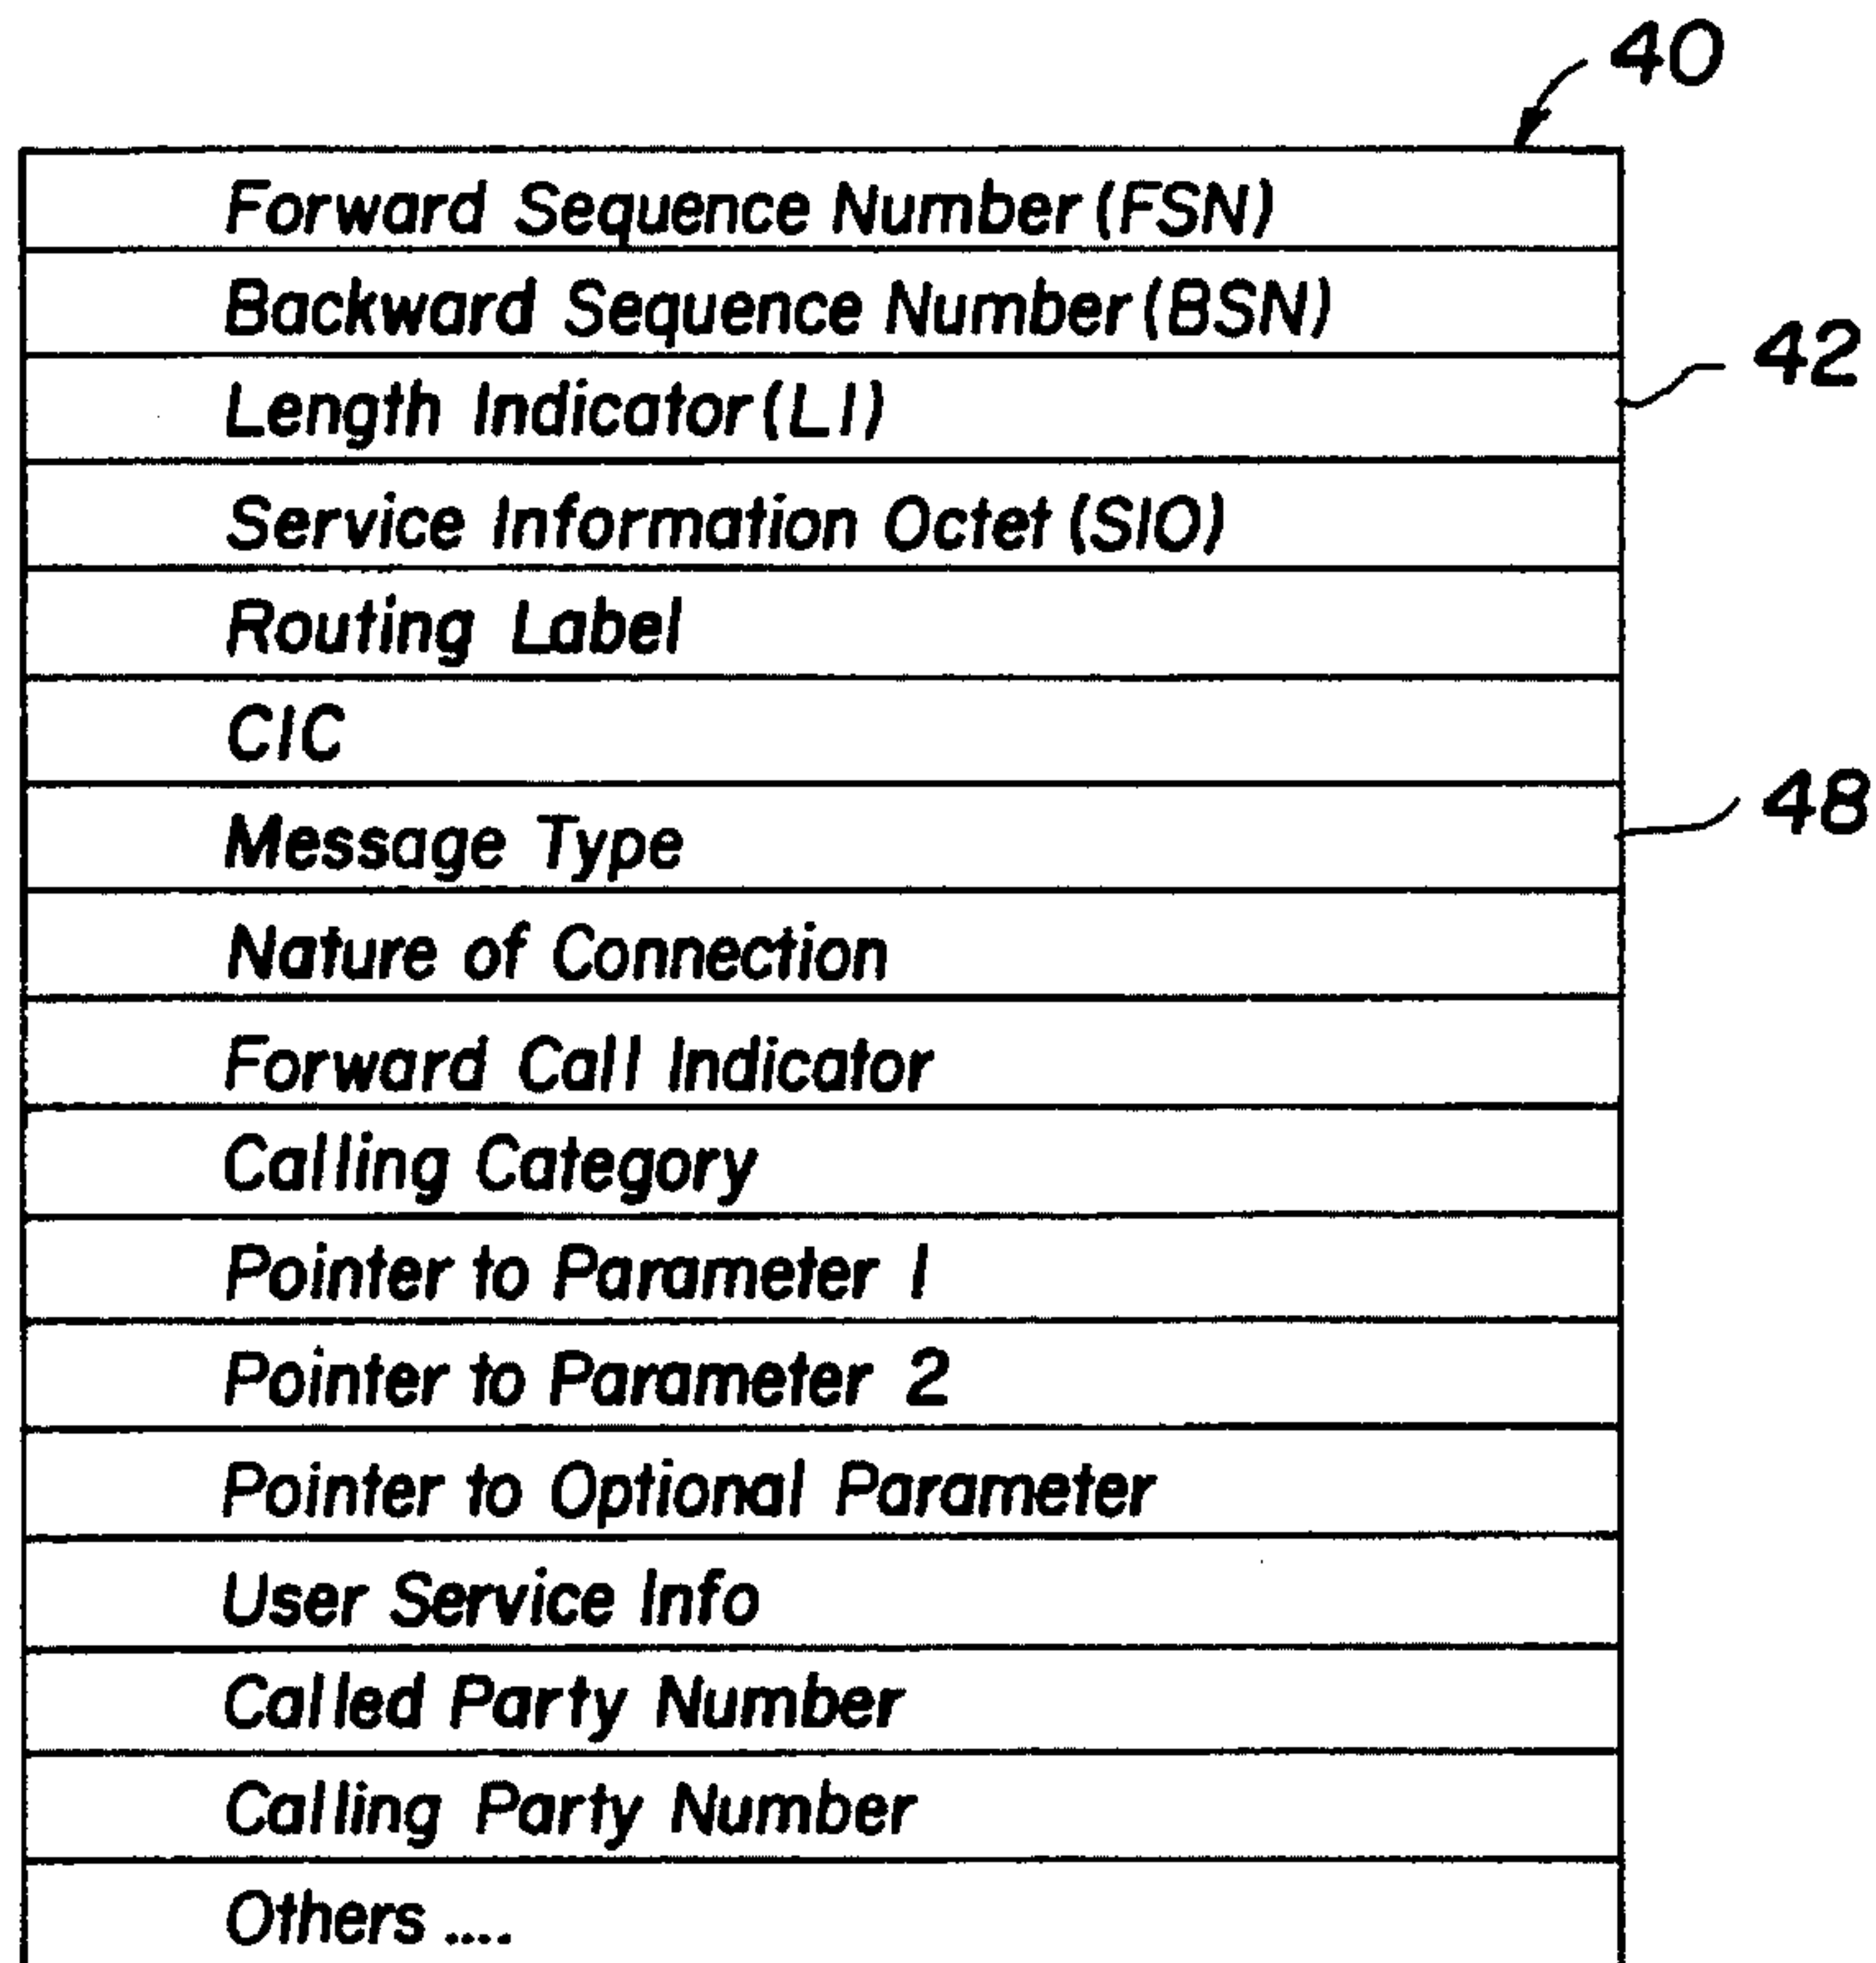 40
Forward Sequence Number (FSN)
Backward Sequence Number (BSN)
42
Length Indicator (LI)
Service Information Octet (SIO)
Routing Label
CIC
48
Message Type
Nature of Connection
Forward Call Indicator
Calling Category
Pointer to Parameter 1
Pointer to Parameter 2
Pointer to Optional Parameter
User Service Info
Called Party Number
Calling Party Number
Others ....